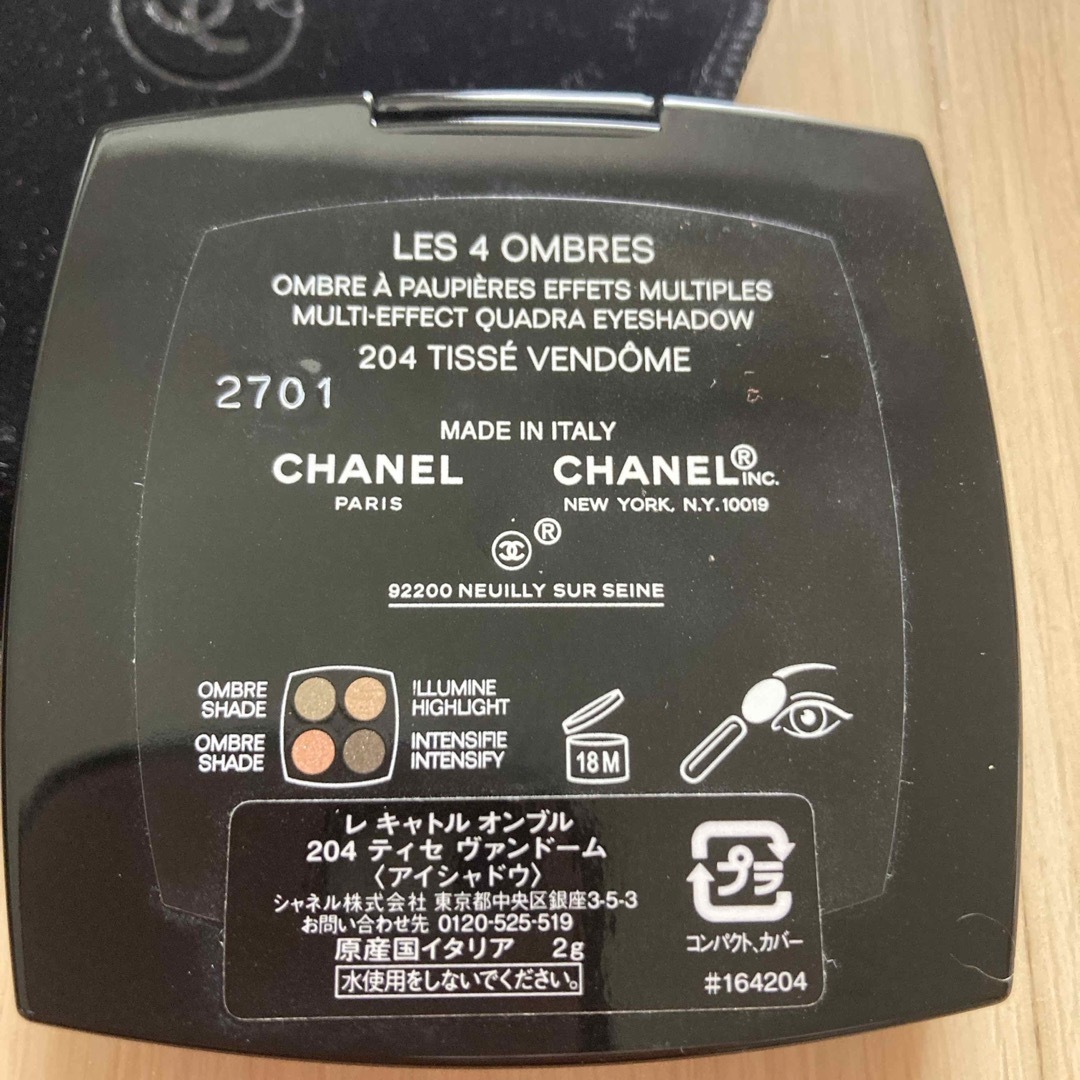 LES 4 OMBRES
OMBRE À PAUPIÈRES EFFETS MULTIPLES
MULTI-EFFECT QUADRA EYESHADOW
204 TISSÉ VENDÔME
2701
MADE IN ITALY
CHANEL CHANEL® INC.
PARIS NEW YORK, N.Y. 10019
®
92200 NEUILLY SUR SEINE
OMBRE ILLUMINE
SHADE HIGHLIGHT
OMBRE INTENSIFIE
SHADE INTENSIFY
18M
レ キャトル オンブル
204 ティセ ヴァンドーム
〈アイシャドウ〉
シャネル株式会社 東京都中央区銀座3-5-3
お問い合わせ先 0120-525-519
原産国イタリア 2g
水使用をしないでください。
プラ
コンパクト、カバー
#164204